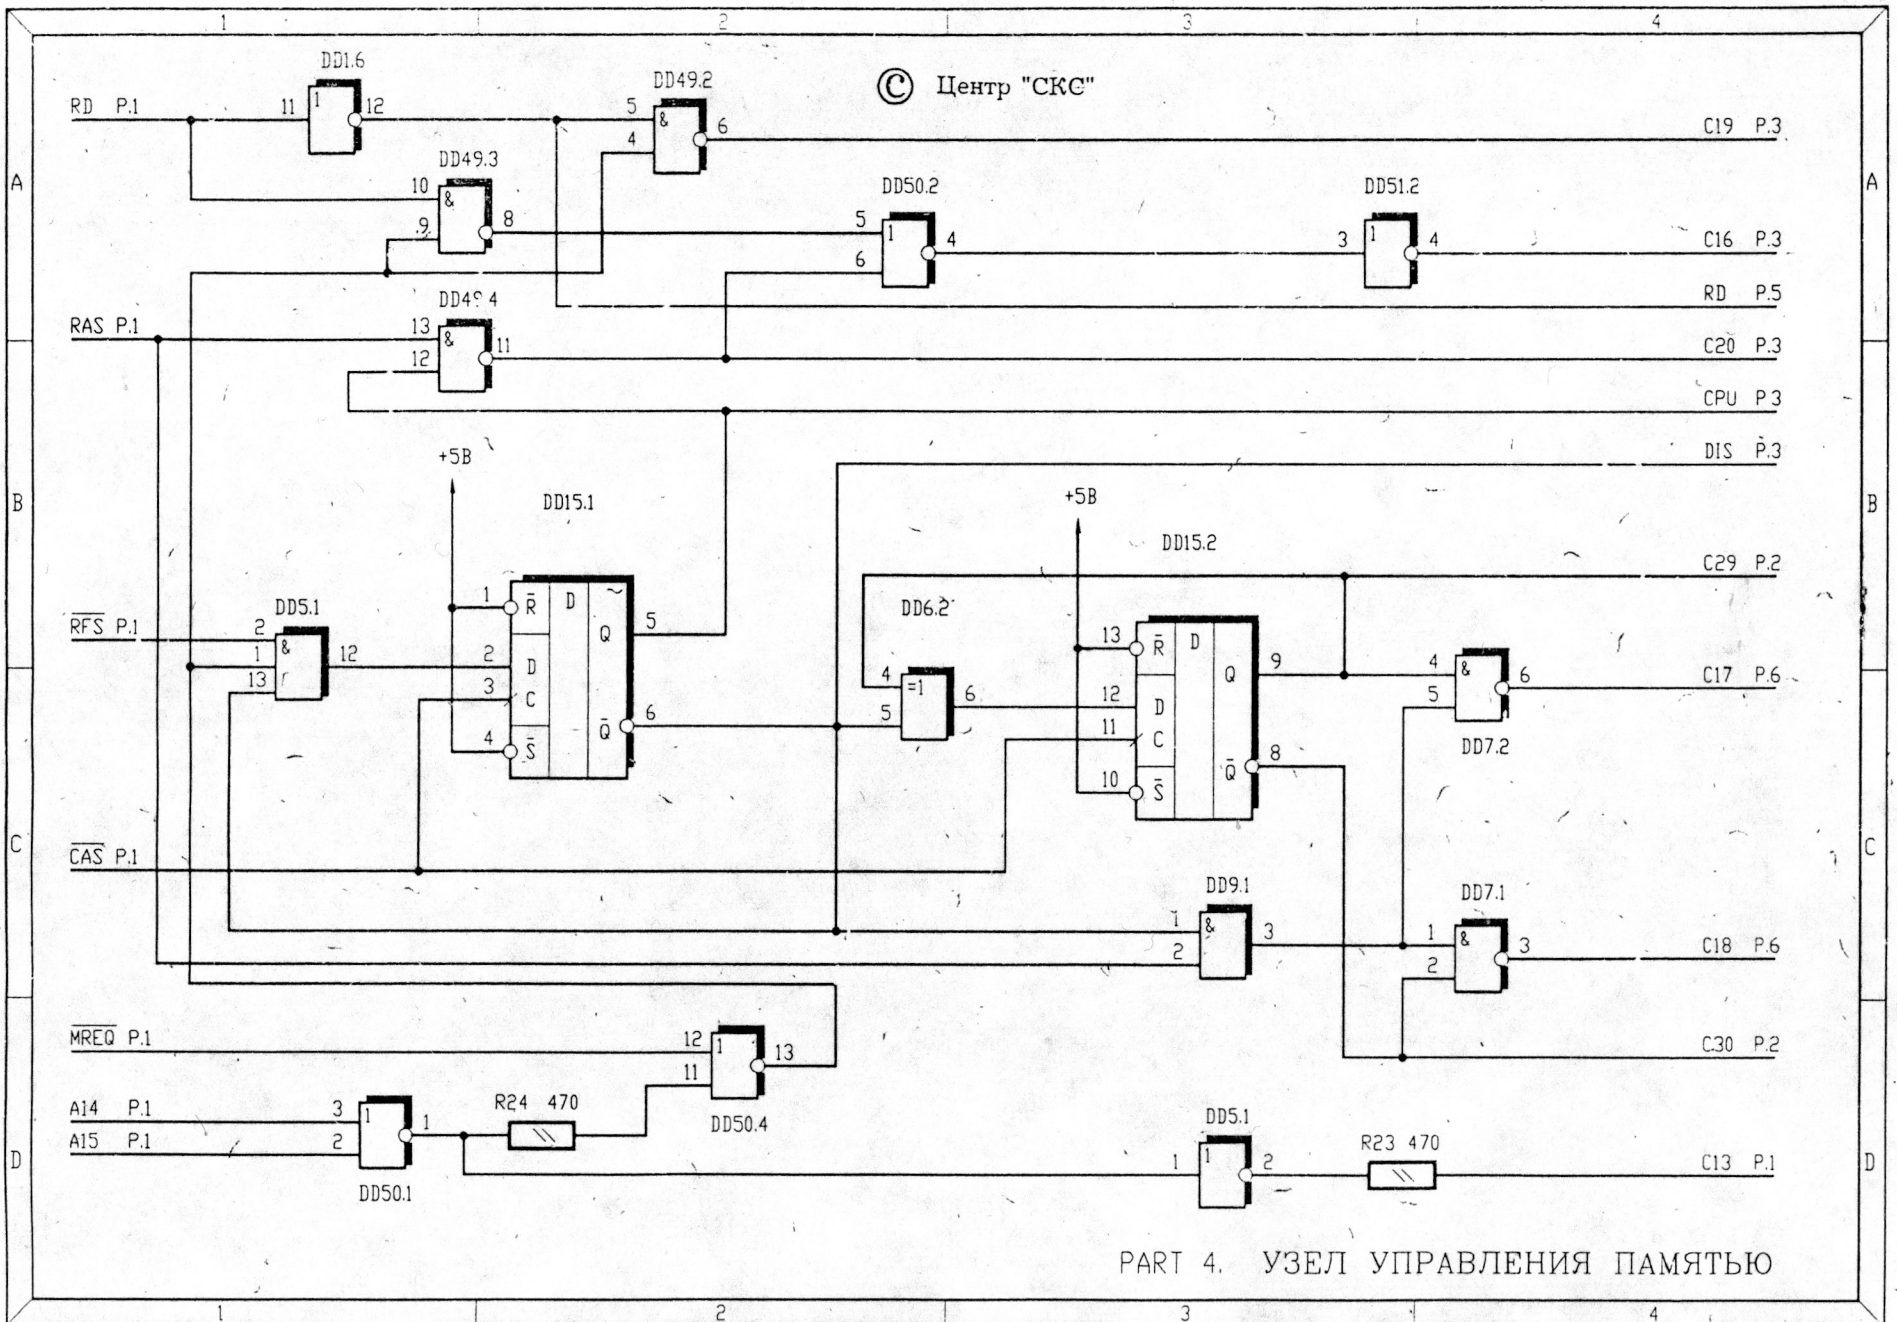 1 2 3 4
DD1.6
DD49.2
© Центр "СКС"
RD P.1 11 1 12 5 & 4 6 C19 P.3
DD49.3
DD50.2
DD51.2
A 10 & 9 8 5 1 6 4 3 1 4 C16 P.3 A
DD49.4
RD P.5
RAS P.1 13 & 12 11 C20 P.3
CPU P3
DIS P.3
+5В
+5В
B DD15.1 B
DD15.2
C29 P.2
DD5.1
DD6.2
RFS P.1 2 & 1 13 12
1 R̅ D Q 5
2 D
3 C
4 S̅ Q̅ 6
4 =1 5 6
13 R̅ D Q 9
12 D
11 C
10 S̅ Q̅ 8
4 & 5 6 C17 P.6
DD7.2
C C
CAS P.1
DD9.1
DD7.1
1 & 2 3 1 & 2 3 C18 P.6
MREQ P.1 12 1 11 13 C30 P.2
DD50.4
A14 P.1 3 1
A15 P.1 2 1
R24 470
DD50.1
DD5.1
1 1 2
R23 470
C13 P.1
D D
PART 4. УЗЕЛ УПРАВЛЕНИЯ ПАМЯТЬЮ
1 2 3 4